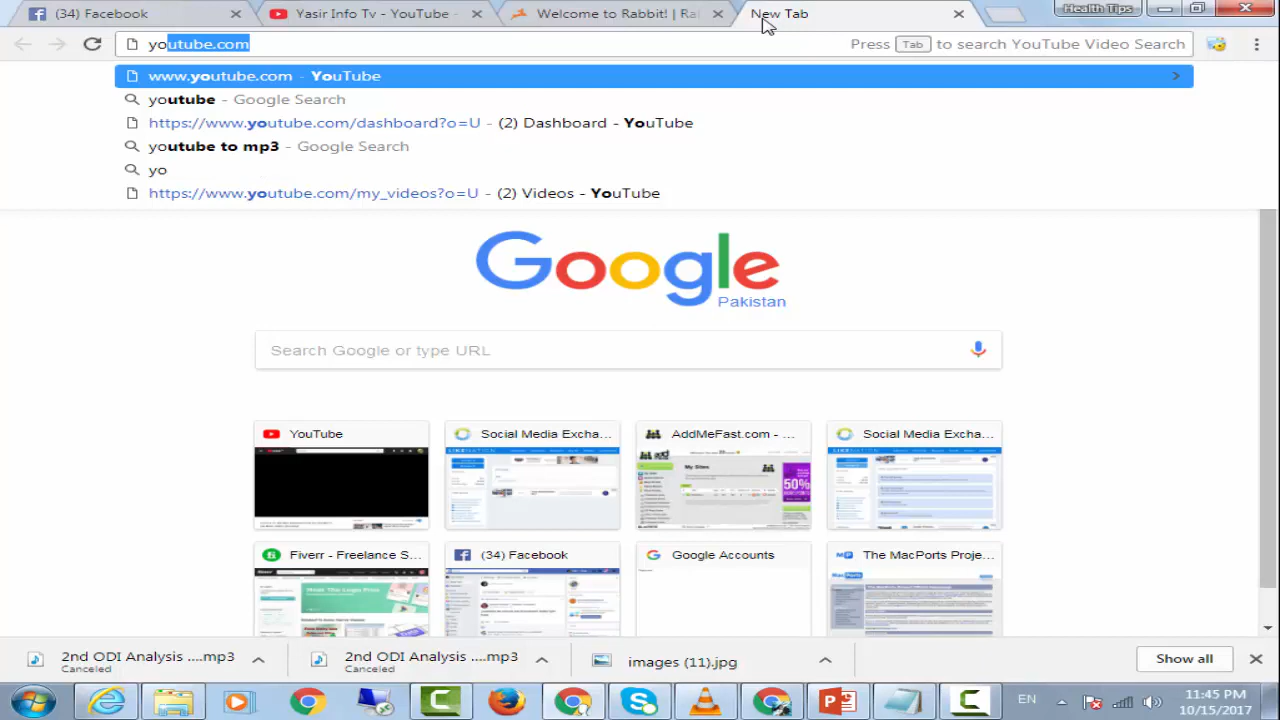 (34) Facebook
Yasir Info Tv - YouTube
Welcome to Rabbit! | Ra
New Tab
Health Tips
youtube.com
Press Tab to search YouTube Video Search
www.youtube.com - YouTube
youtube - Google Search
https://www.youtube.com/dashboard?o=U - (2) Dashboard - YouTube
youtube to mp3 - Google Search
yo
https://www.youtube.com/my_videos?o=U - (2) Videos - YouTube
Google
Pakistan
Search Google or type URL
YouTube
Social Media Excha...
AddMeFast.com - ...
Social Media Excha...
My Sites
50%
Fiverr - Freelance S...
(34) Facebook
Google Accounts
The MacPorts Proje...
2nd ODI Analysis ....mp3
Canceled
2nd ODI Analysis ....mp3
Canceled
images (11).jpg
Show all
EN
11:45 PM
10/15/2017